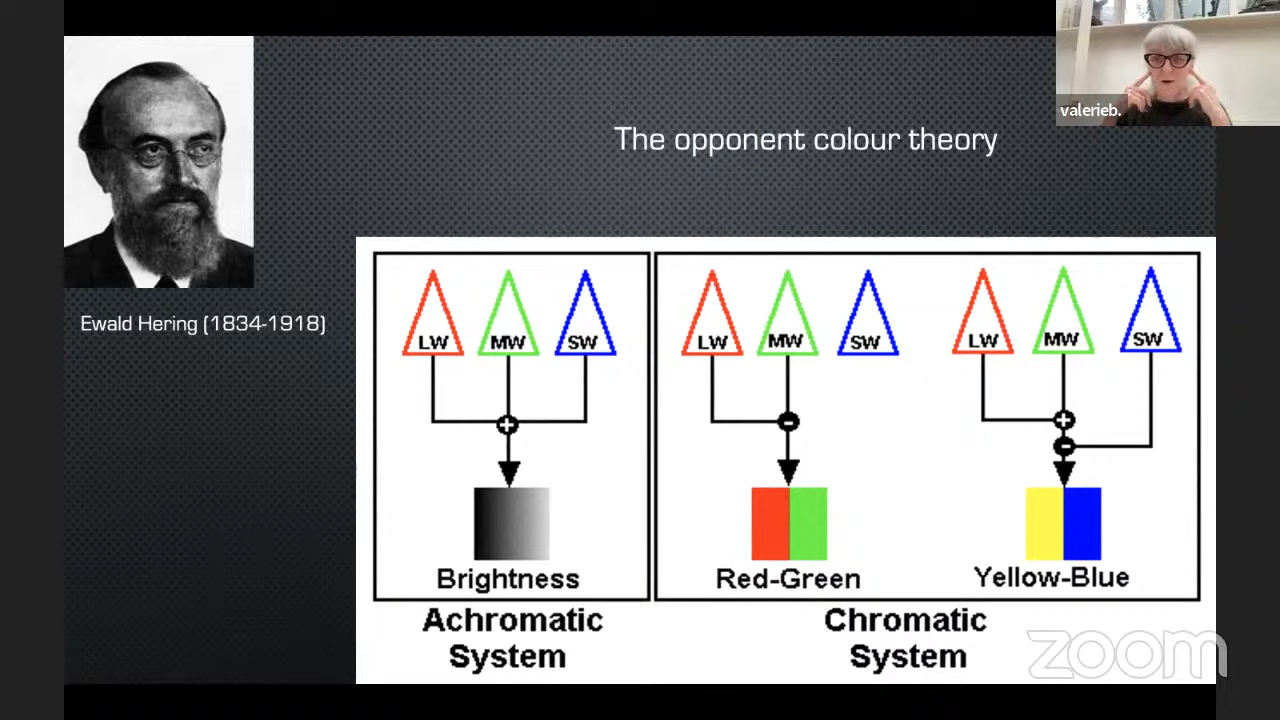 valerieb.
The opponent colour theory
Ewald Hering (1834-1918)
LW MW SW LW MW SW LW MW SW
Brightness Red-Green Yellow-Blue
Achromatic System
Chromatic System
zoom